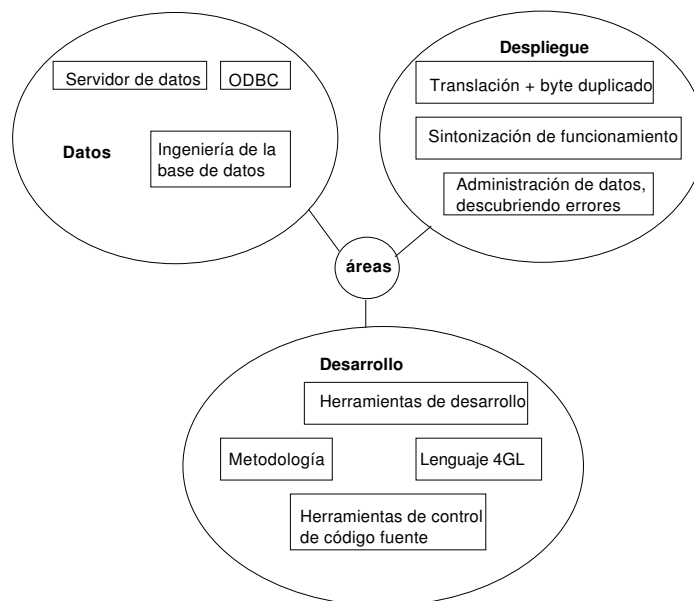 Servidor de datos
ODBC
Datos
Ingeniería de la
base de datos
Despliegue
Translación + byte duplicado
Sintonización de funcionamiento
Administración de datos,
descubriendo errores
áreas
Desarrollo
Herramientas de desarrollo
Metodología
Lenguaje 4GL
Herramientas de control
de código fuente